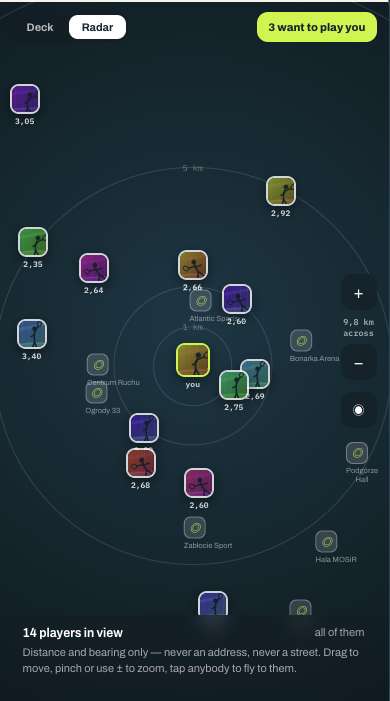 Deck
Radar
3 want to play you
3,05
5 km
2,92
2,35
2,64
2,66
2,60
Atlantic Spor
1 km
9,8 km
across
3,40
Bonarka Arena
you
Centrum Ruchu
2,69
2,75
Ogrody 33
2,68
Podgórze
Hall
2,60
Zabłocie Sport
Hala MOSiR
14 players in view
all of them
Distance and bearing only — never an address, never a street. Drag to
move, pinch or use ± to zoom, tap anybody to fly to them.